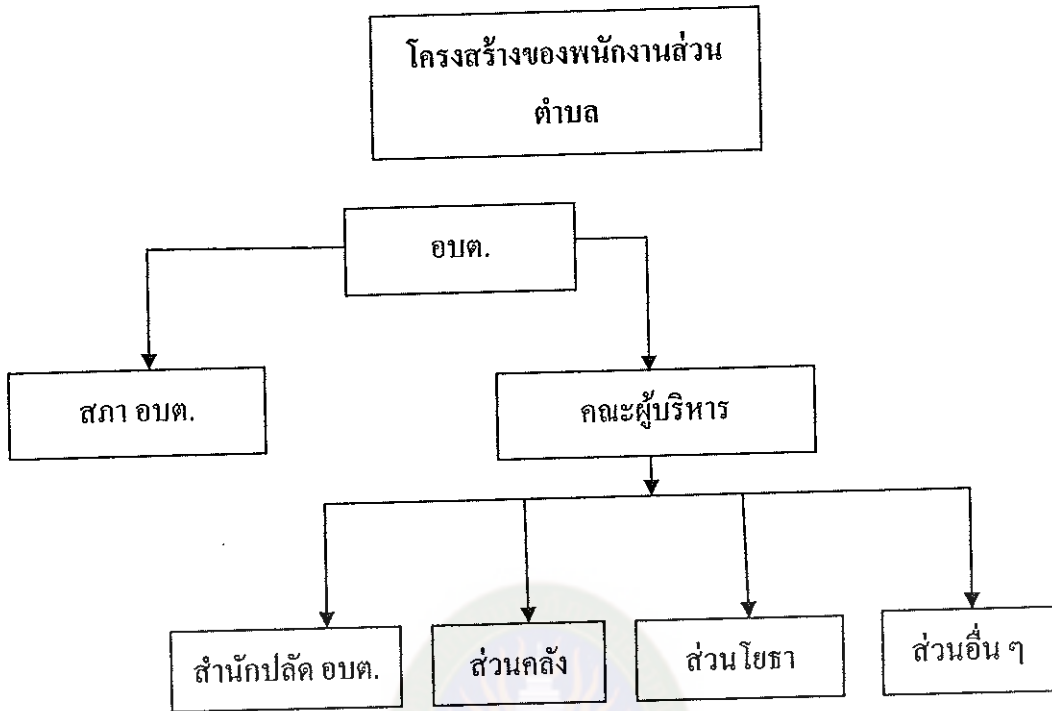 โครงสร้างของพนักงานส่วน
ตำบล
อบต.
สภา อบต.
คณะผู้บริหาร
สำนักปลัด อบต.
ส่วนคลัง
ส่วนโยธา
ส่วนอื่น ๆ